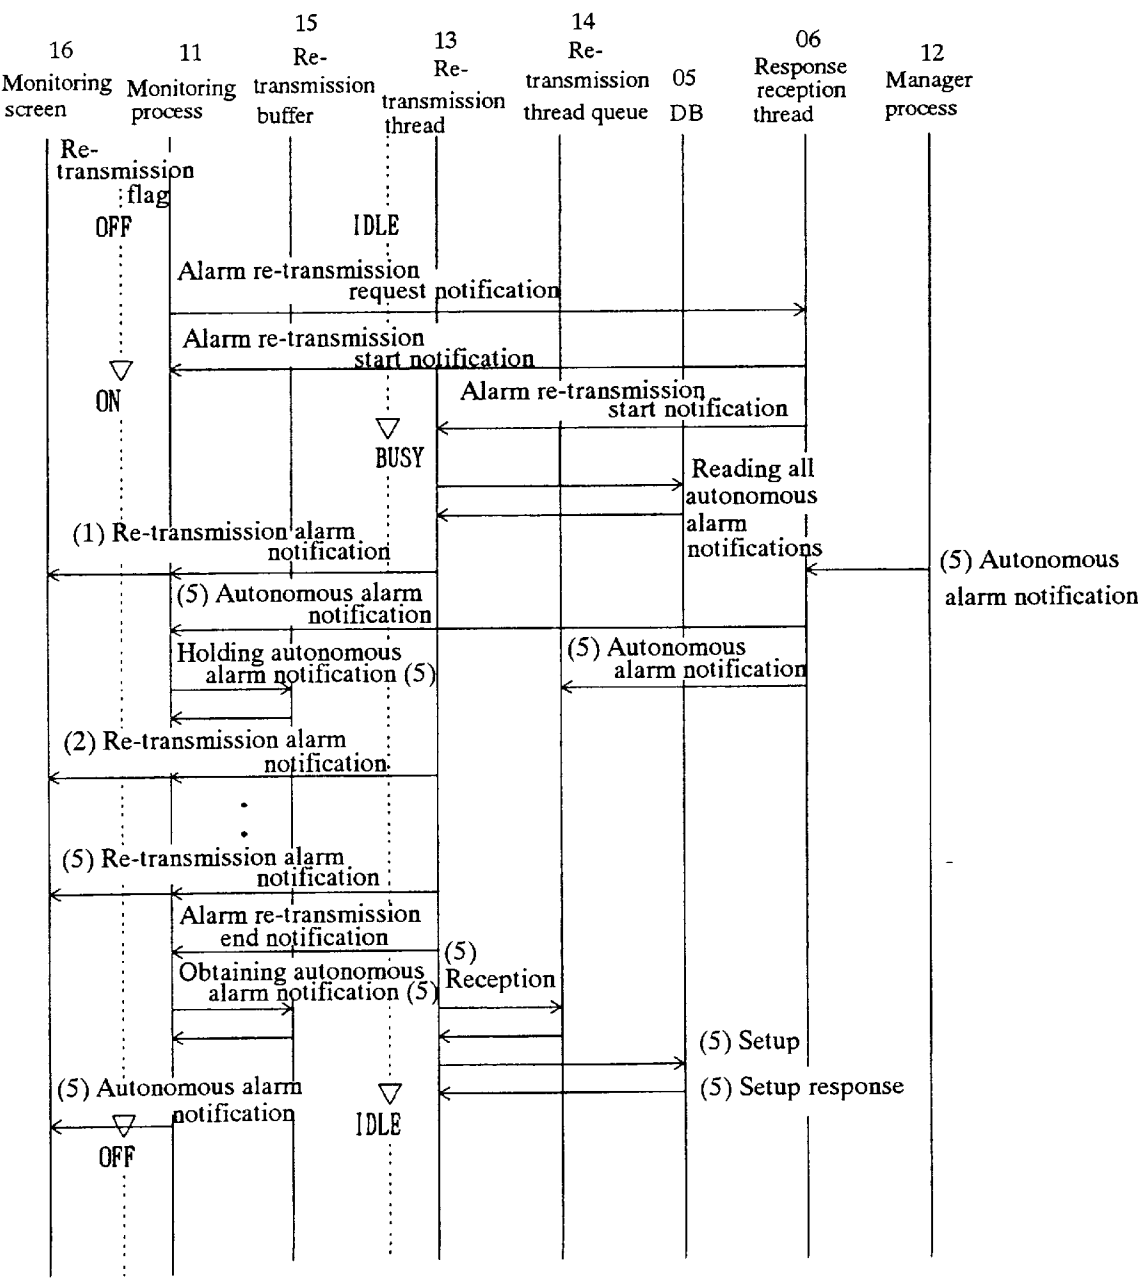 16
Monitoring
screen
11
Monitoring
process
15
Re-
transmission
buffer
13
Re-
transmission
thread
14
Re-
transmission
thread queue
05
DB
06
Response
reception
thread
12
Manager
process
Re-
transmission
flag
OFF
IDLE
Alarm re-transmission
request notification
Alarm re-transmission
start notification
ON
Alarm re-transmission
start notification
BUSY
Reading all
autonomous
alarm
notifications
(1) Re-transmission alarm
notification
(5) Autonomous
alarm notification
(5) Autonomous alarm
notification
Holding autonomous
alarm notification (5)
(5) Autonomous
alarm notification
(2) Re-transmission alarm
notification
(5) Re-transmission alarm
notification
Alarm re-transmission
end notification
(5)
Reception
Obtaining autonomous
alarm notification (5)
(5) Setup
(5) Setup response
(5) Autonomous alarm
notification
IDLE
OFF